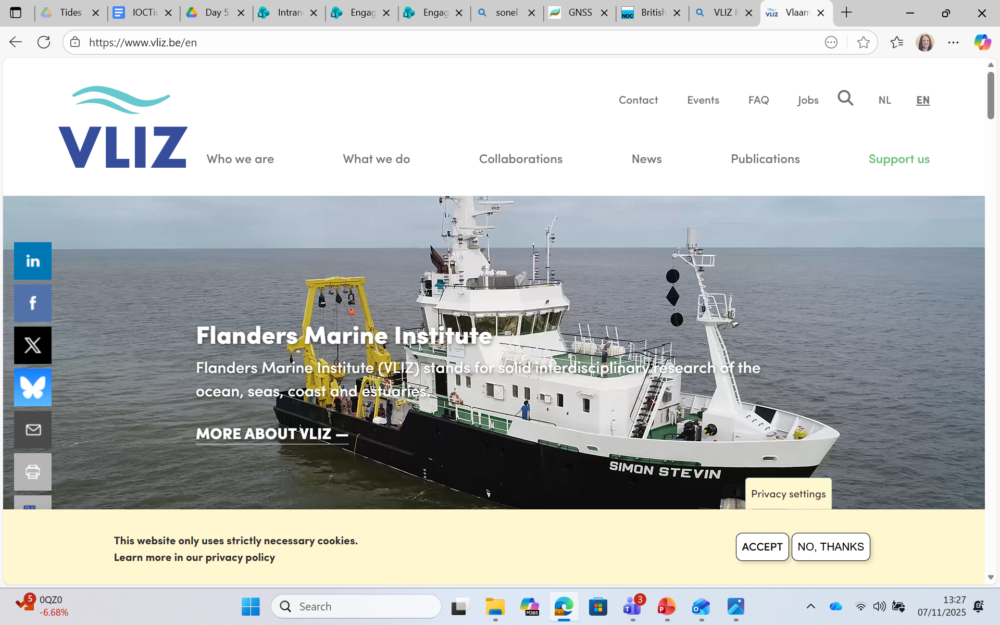 Tides
IOCTi
Day 5
Intran
Engag
Engag
sonel
GNSS
NOC
British
VLIZ I
VLIZ
Vlaam
https://www.vliz.be/en
Contact
Events
FAQ
Jobs
NL
EN
VLIZ
Who we are
What we do
Collaborations
News
Publications
Support us
in
f
X
Flanders Marine Institute
Flanders Marine Institute (VLIZ) stands for solid interdisciplinary research of the
ocean, seas, coast and estuaries.
MORE ABOUT VLIZ —
SIMON STEVIN
Privacy settings
This website only uses strictly necessary cookies.
Learn more in our privacy policy
ACCEPT
NO, THANKS
5
0QZ0
-6.68%
Search
M365
3
13:27
07/11/2025